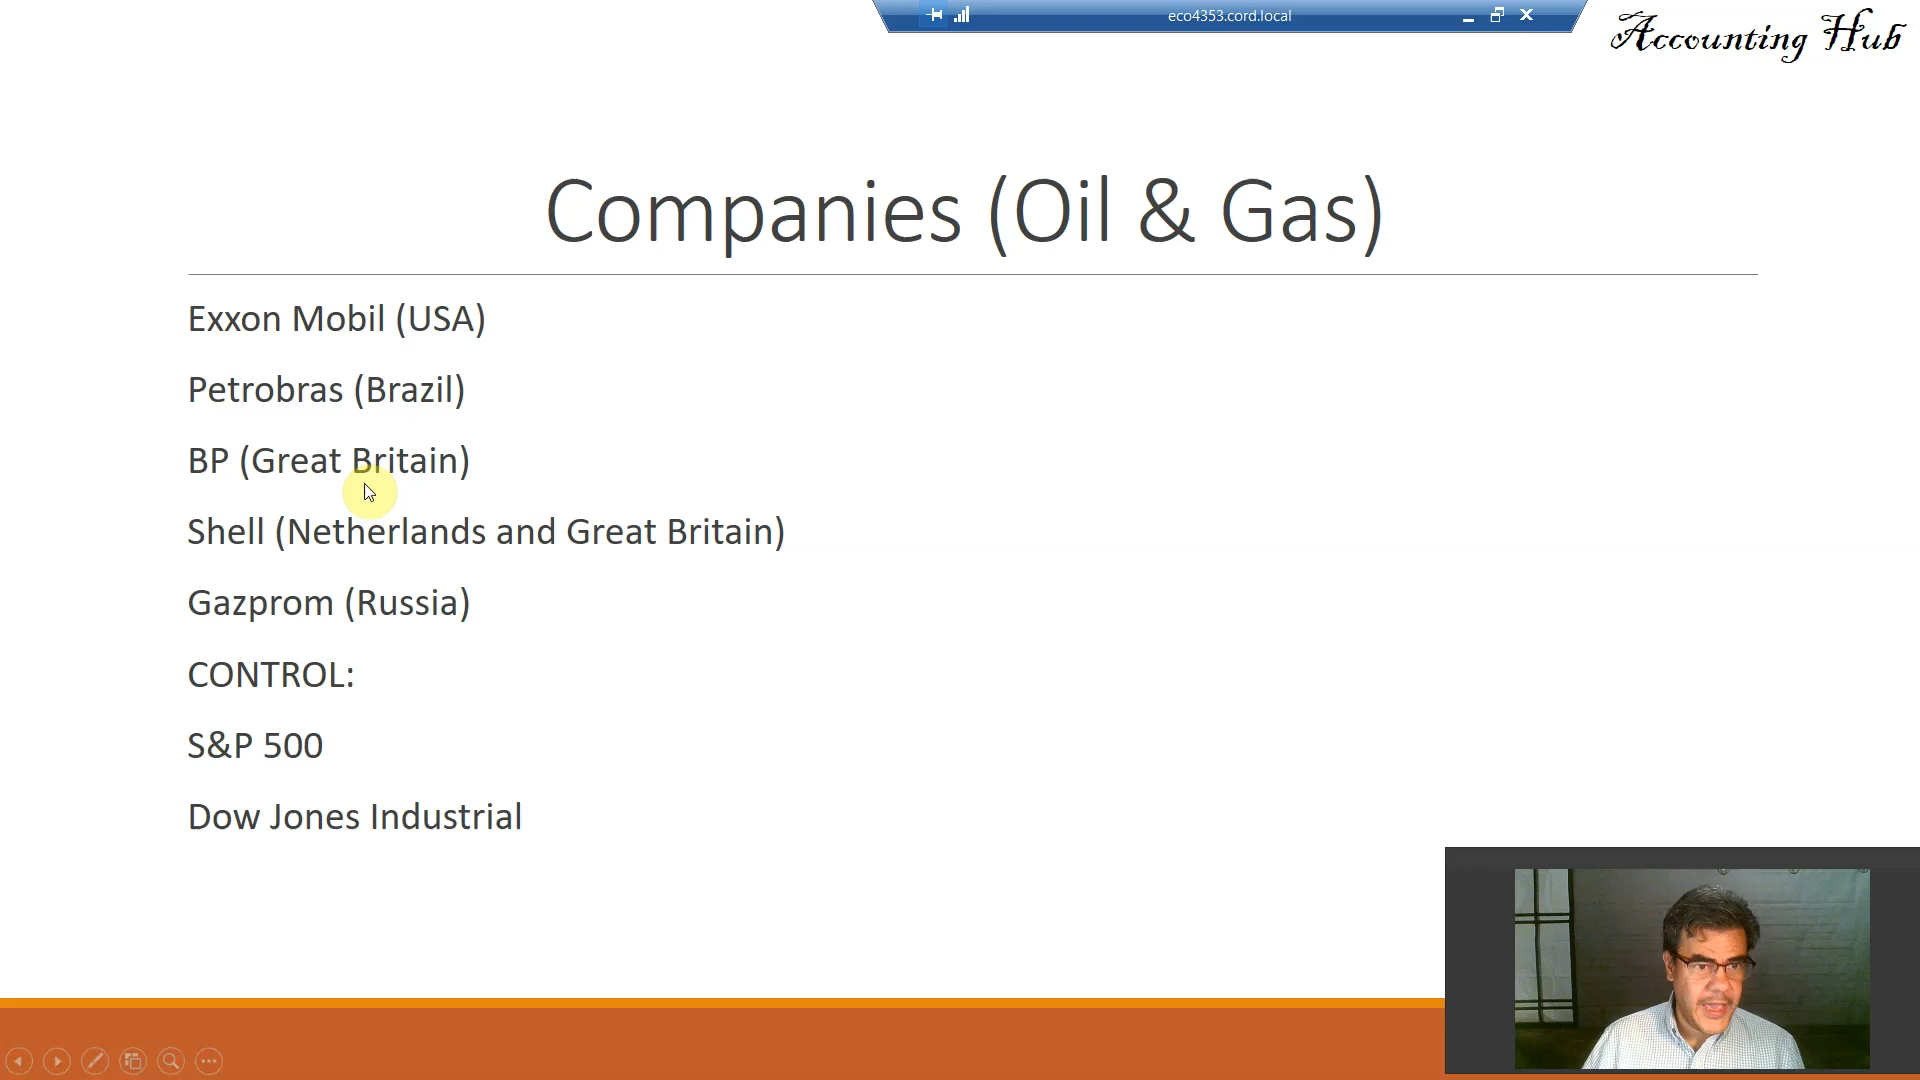 eco4353.cord.local
Accounting Hub
Companies (Oil & Gas)
Exxon Mobil (USA)
Petrobras (Brazil)
BP (Great Britain)
Shell (Netherlands and Great Britain)
Gazprom (Russia)
CONTROL:
S&P 500
Dow Jones Industrial